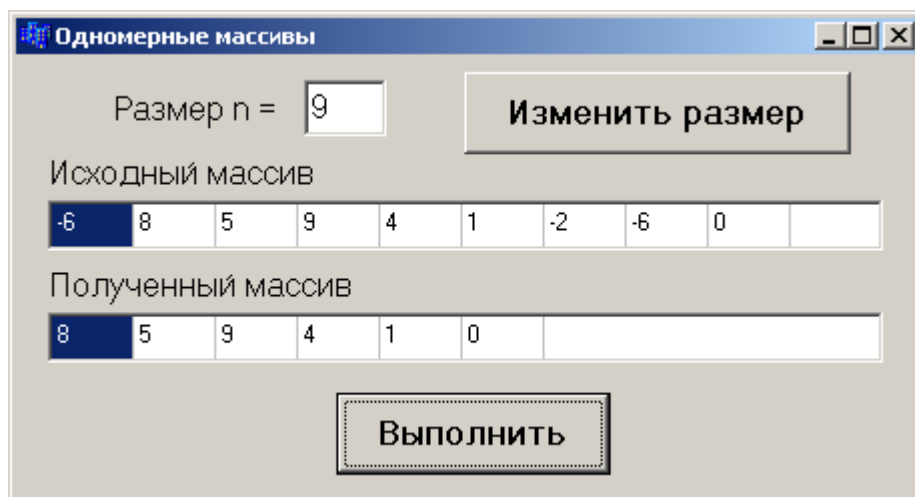 Одномерные массивы
Размер n = 9 Изменить размер
Исходный массив
-6 8 5 9 4 1 -2 -6 0
Полученный массив
8 5 9 4 1 0
Выполнить